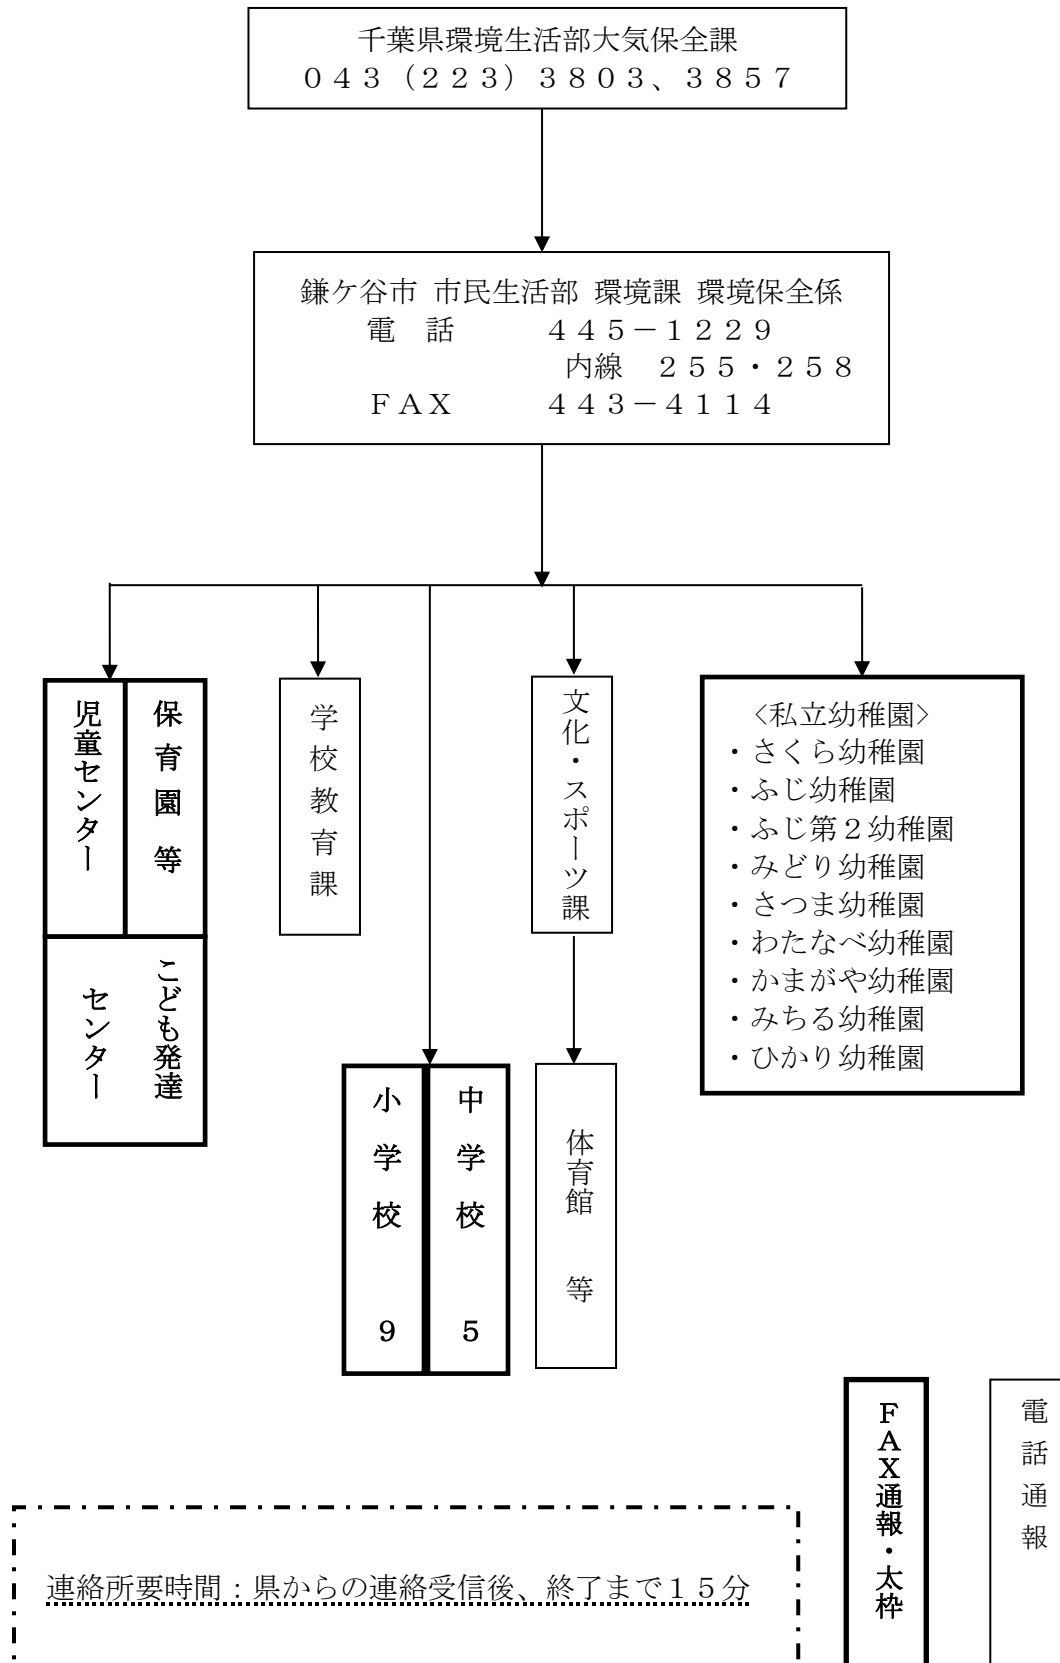 千葉県環境生活部大気保全課
０４３（２２３）３８０３、３８５７
鎌ケ谷市 市民生活部 環境課 環境保全係
電　話　　　４４５－１２２９
内線　２５５・２５８
ＦＡＸ　　　４４３－４１１４
保育園等
児童センター
こども発達
センター
学校教育課
文化・スポーツ課
<私立幼稚園>
・さくら幼稚園
・ふじ幼稚園
・ふじ第２幼稚園
・みどり幼稚園
・さつま幼稚園
・わたなべ幼稚園
・かまがや幼稚園
・みちる幼稚園
・ひかり幼稚園
小学校　９
中学校　５
体育館　等
ＦＡＸ通報・太枠
電話通報
連絡所要時間：県からの連絡受信後、終了まで１５分